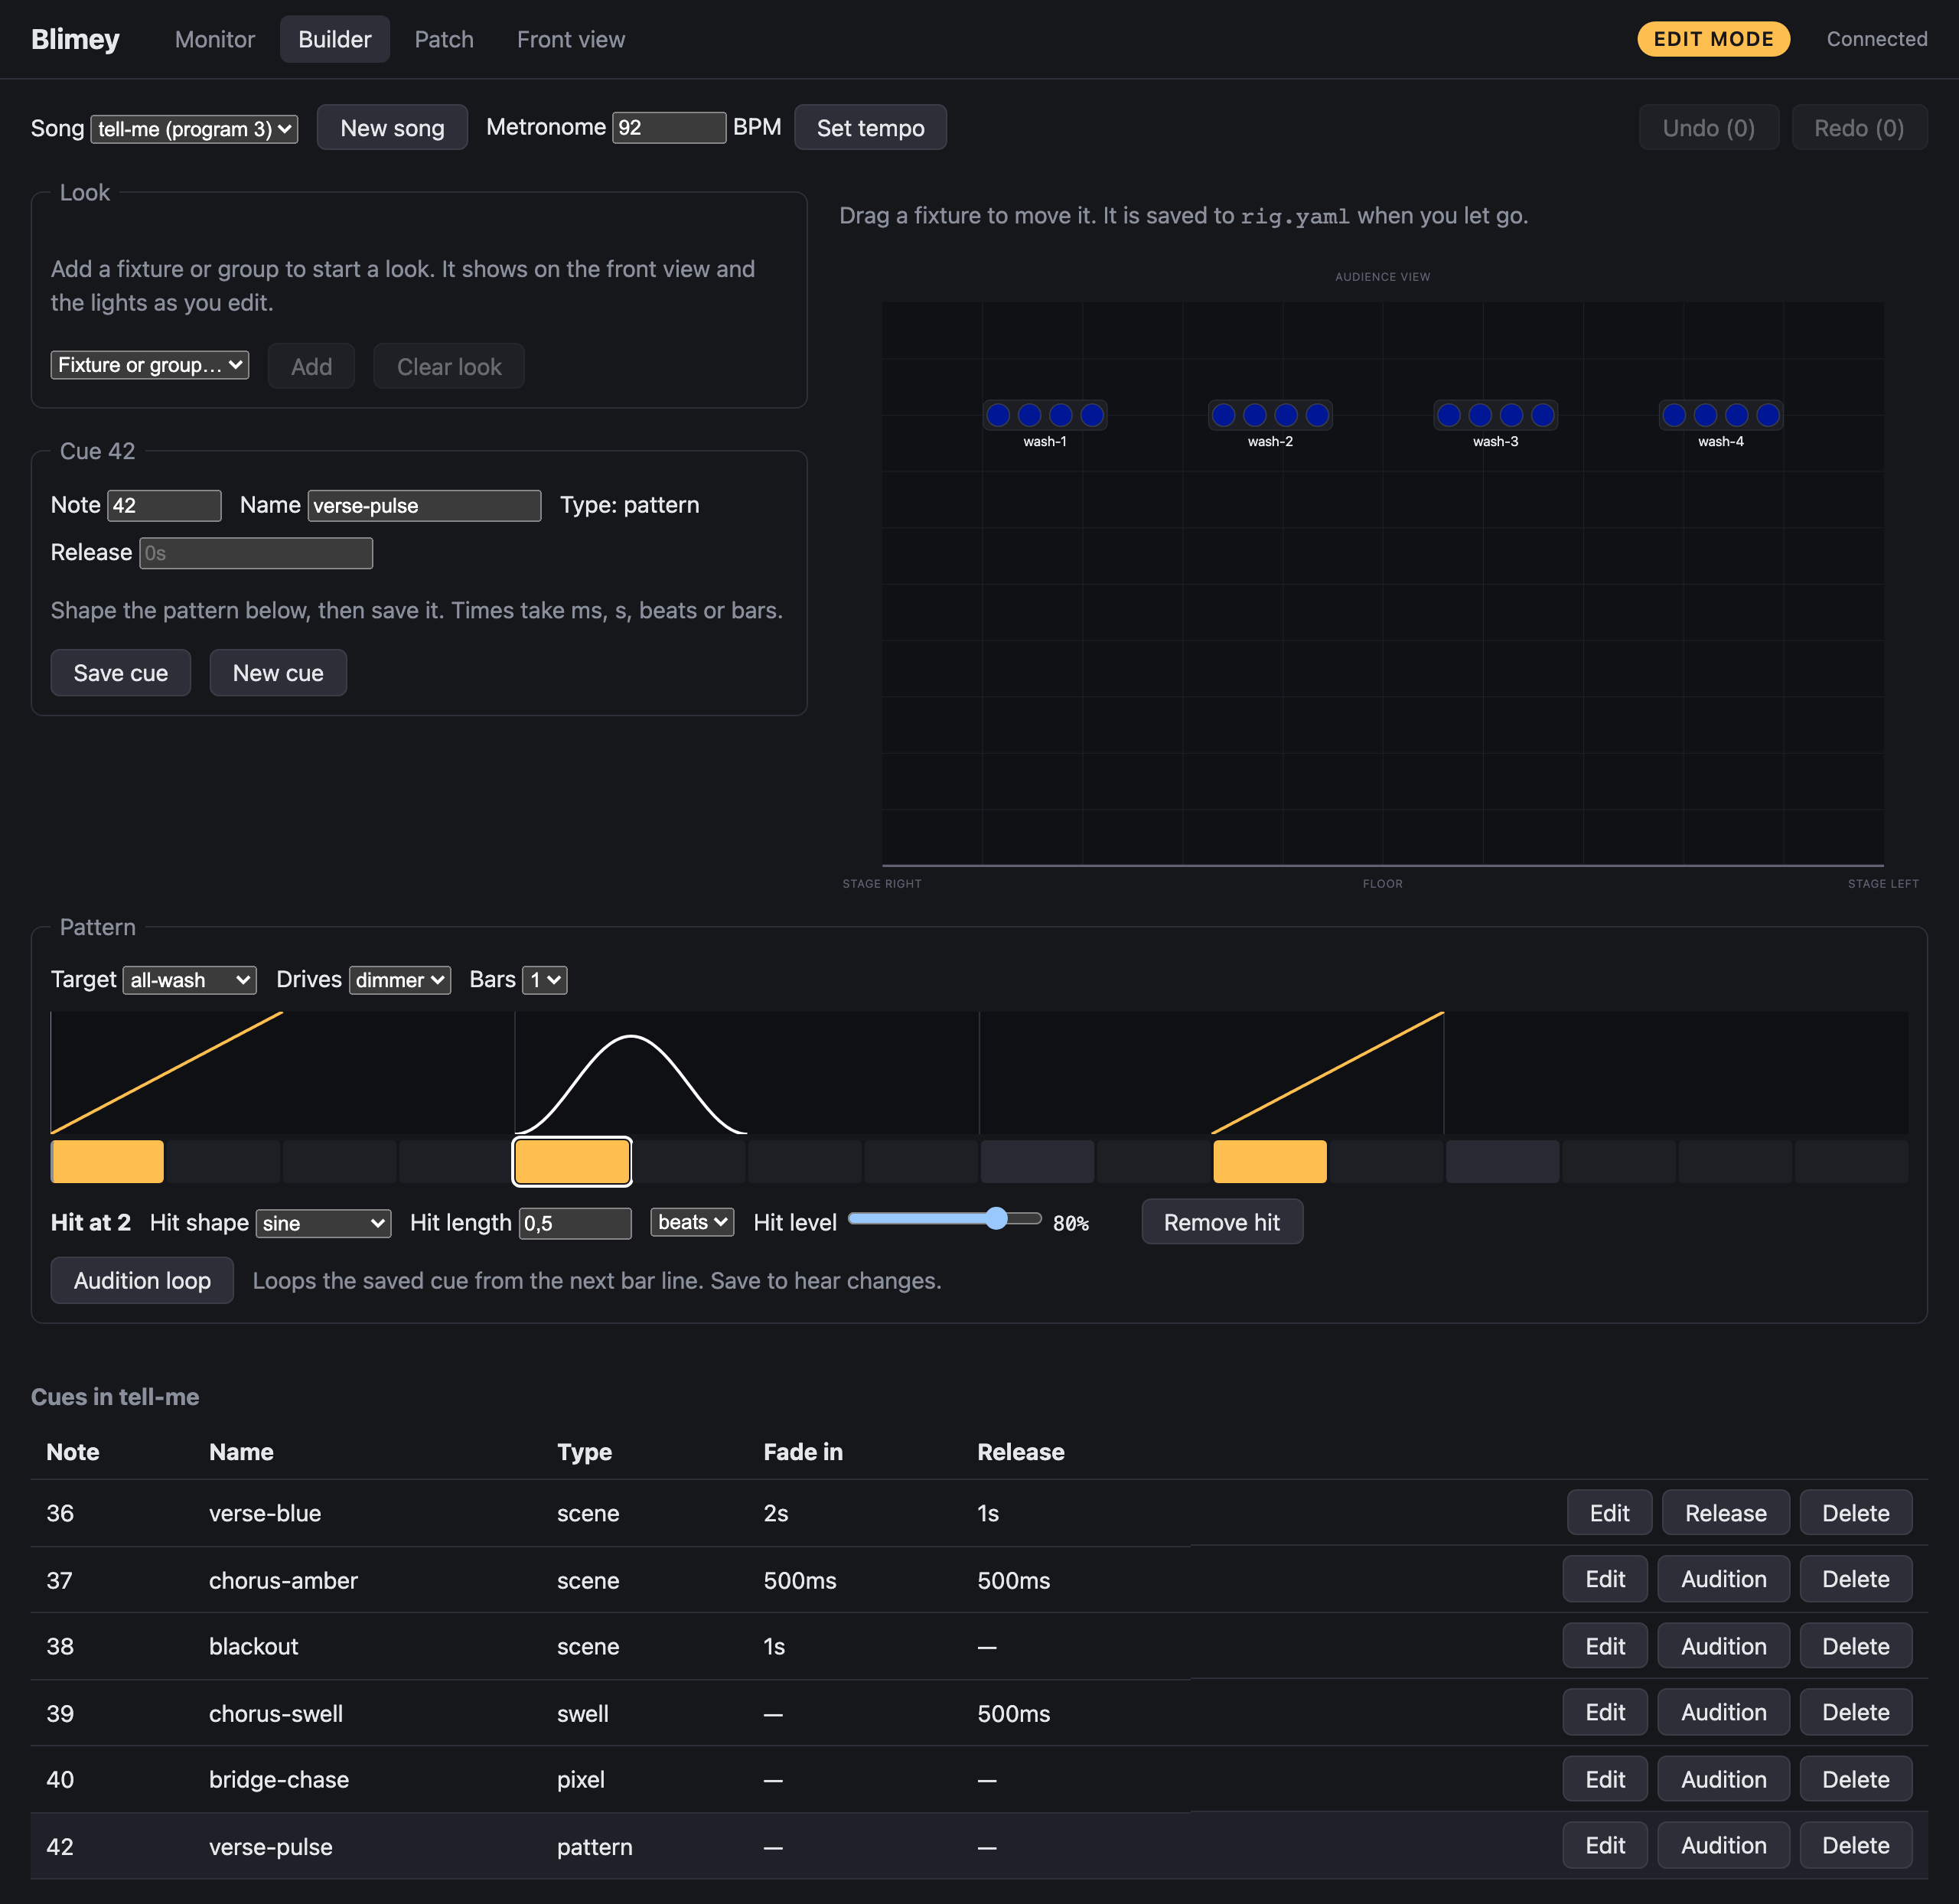 Blimey Monitor Builder Patch Front view EDIT MODE Connected
Song tell-me (program 3) New song Metronome 92 BPM Set tempo Undo (0) Redo (0)
Look
Add a fixture or group to start a look. It shows on the front view and
the lights as you edit.
Fixture or group... Add Clear look
Cue 42
Note 42 Name verse-pulse Type: pattern
Release 0s
Shape the pattern below, then save it. Times take ms, s, beats or bars.
Save cue New cue
Drag a fixture to move it. It is saved to rig.yaml when you let go.
AUDIENCE VIEW
wash-1 wash-2 wash-3 wash-4
STAGE RIGHT FLOOR STAGE LEFT
Pattern
Target all-wash Drives dimmer Bars 1
Hit at 2 Hit shape sine Hit length 0,5 beats Hit level 80% Remove hit
Audition loop Loops the saved cue from the next bar line. Save to hear changes.
Cues in tell-me
Note Name Type Fade in Release
36 verse-blue scene 2s 1s Edit Release Delete
37 chorus-amber scene 500ms 500ms Edit Audition Delete
38 blackout scene 1s — Edit Audition Delete
39 chorus-swell swell — 500ms Edit Audition Delete
40 bridge-chase pixel — — Edit Audition Delete
42 verse-pulse pattern — — Edit Audition Delete